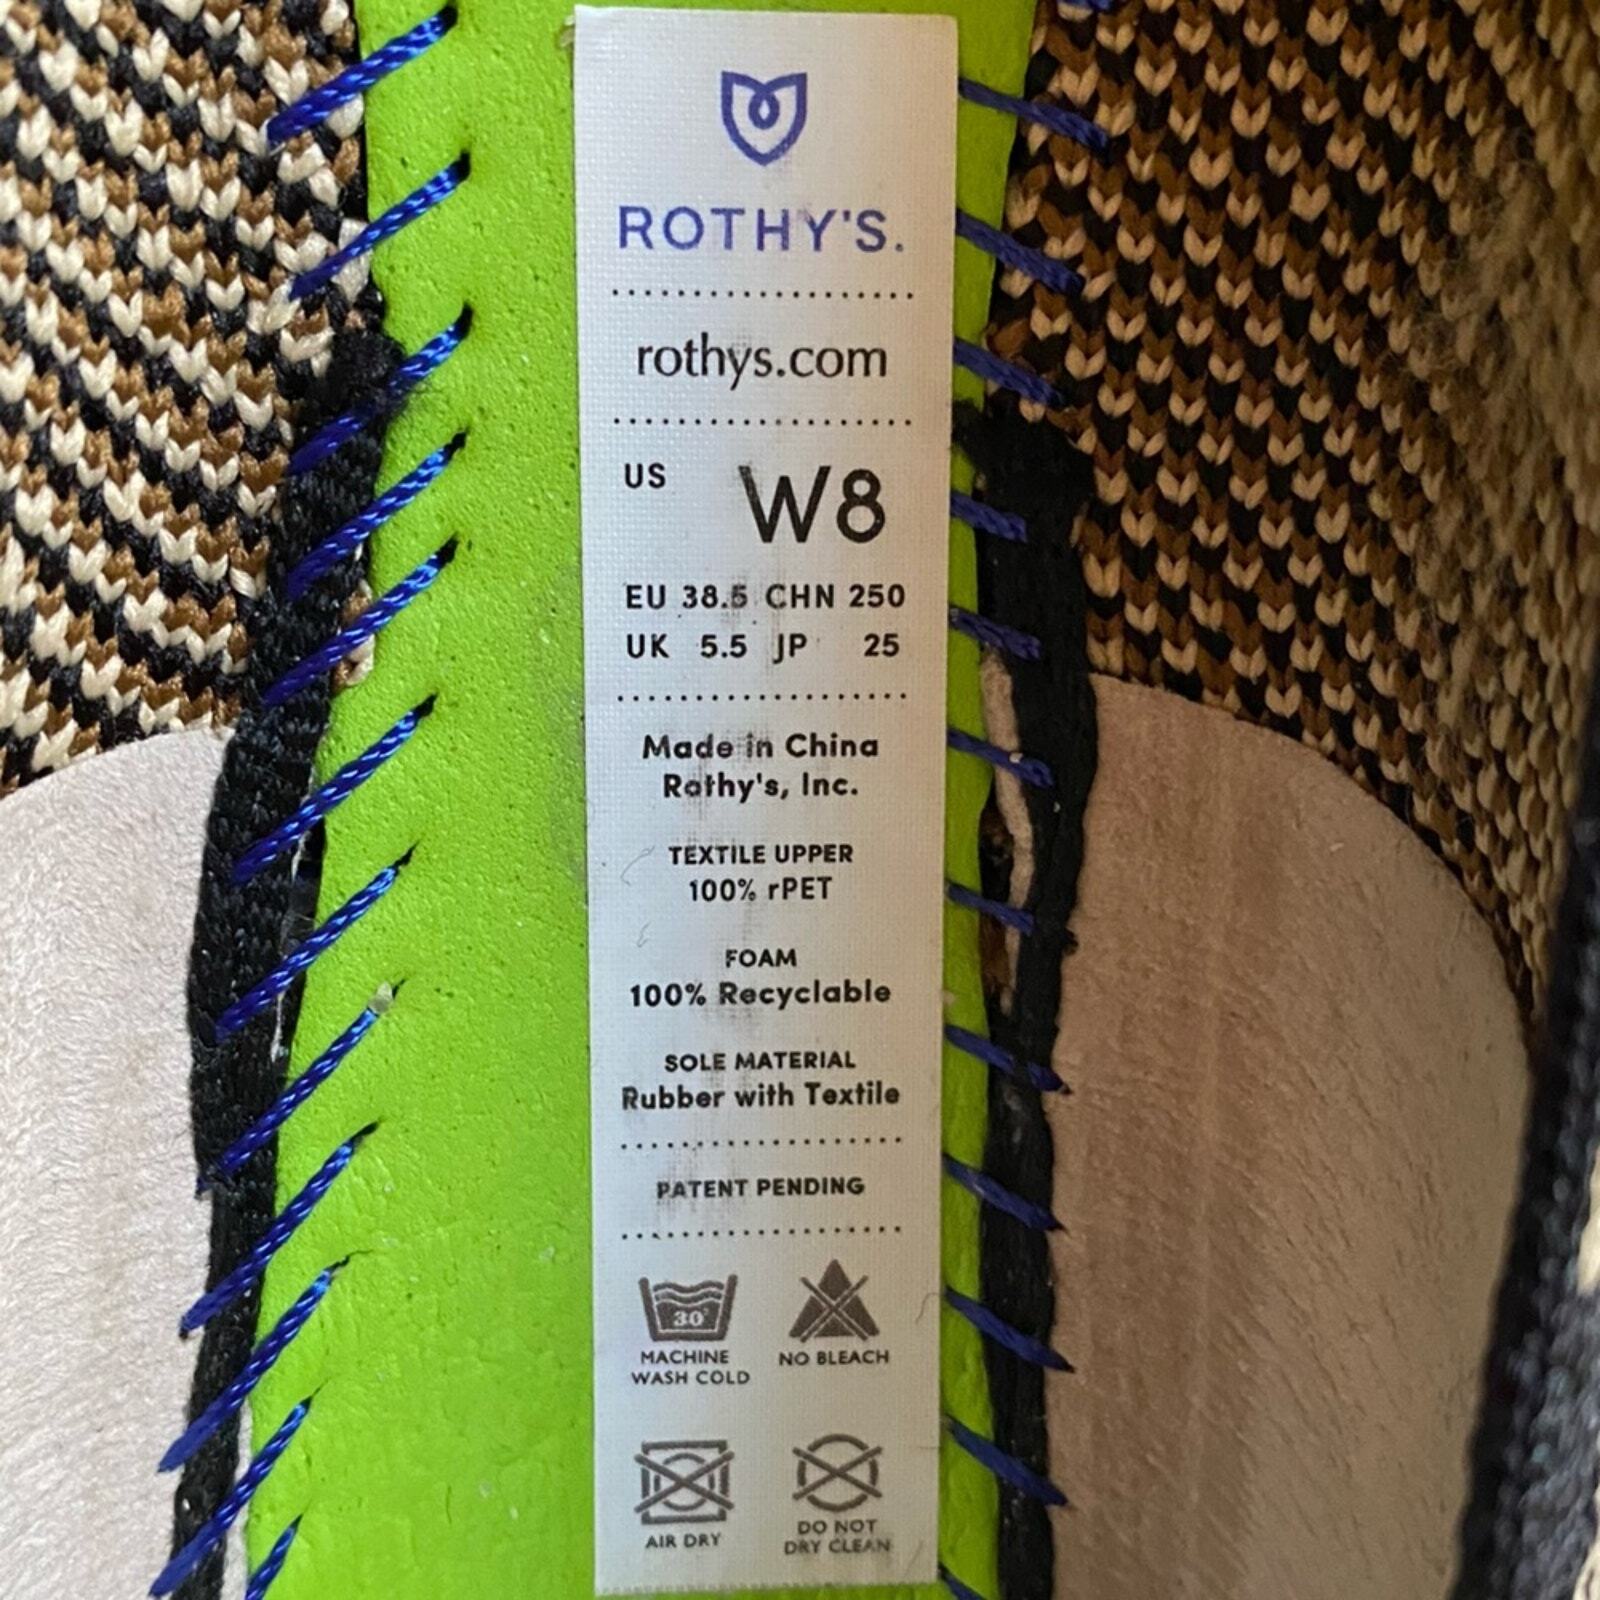 ROTHY'S.
rothys.com
US W8
EU 38.5 CHN 250
UK 5.5 JP 25
Made in China
Rothy's, Inc.
TEXTILE UPPER
100% rPET
FOAM
100% Recyclable
SOLE MATERIAL
Rubber with Textile
PATENT PENDING
30°
MACHINE WASH COLD
NO BLEACH
AIR DRY
DO NOT DRY CLEAN